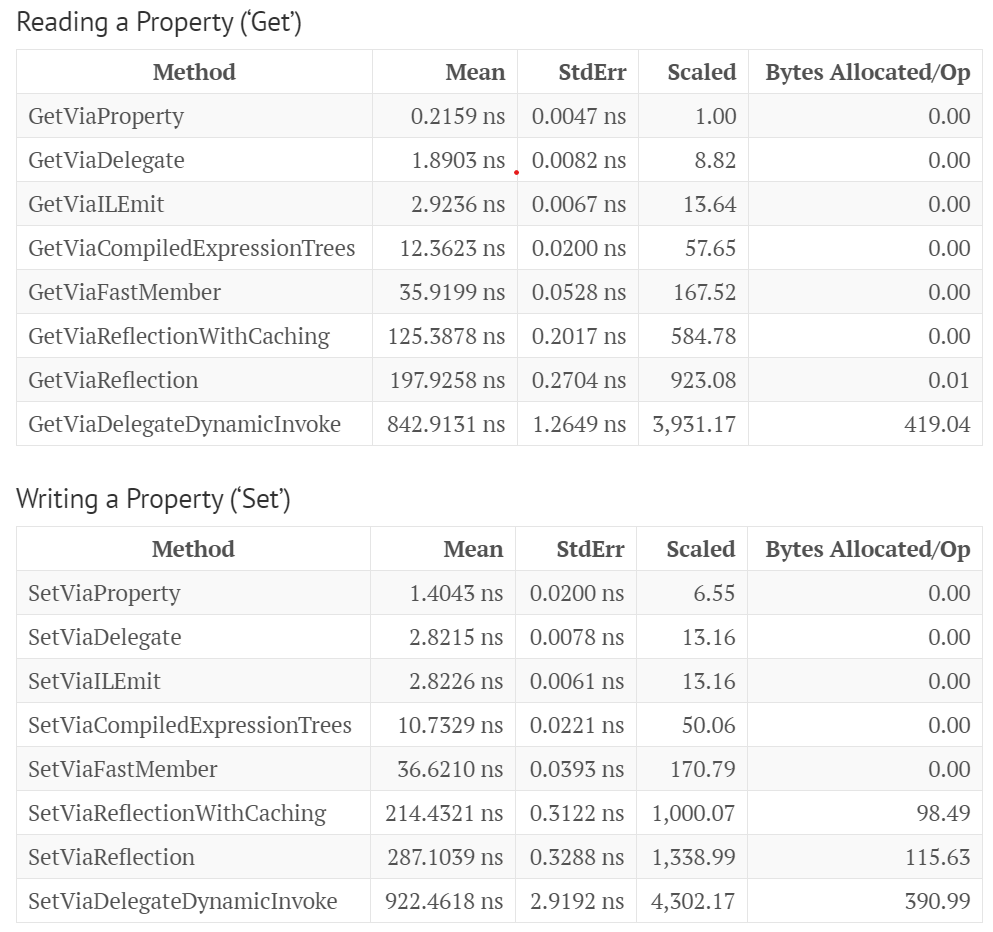 Reading a Property (‘Get’)
Method Mean StdErr Scaled Bytes Allocated/Op
GetViaProperty 0.2159 ns 0.0047 ns 1.00 0.00
GetViaDelegate 1.8903 ns 0.0082 ns 8.82 0.00
GetViaILEmit 2.9236 ns 0.0067 ns 13.64 0.00
GetViaCompiledExpressionTrees 12.3623 ns 0.0200 ns 57.65 0.00
GetViaFastMember 35.9199 ns 0.0528 ns 167.52 0.00
GetViaReflectionWithCaching 125.3878 ns 0.2017 ns 584.78 0.00
GetViaReflection 197.9258 ns 0.2704 ns 923.08 0.01
GetViaDelegateDynamicInvoke 842.9131 ns 1.2649 ns 3,931.17 419.04
Writing a Property (‘Set’)
Method Mean StdErr Scaled Bytes Allocated/Op
SetViaProperty 1.4043 ns 0.0200 ns 6.55 0.00
SetViaDelegate 2.8215 ns 0.0078 ns 13.16 0.00
SetViaILEmit 2.8226 ns 0.0061 ns 13.16 0.00
SetViaCompiledExpressionTrees 10.7329 ns 0.0221 ns 50.06 0.00
SetViaFastMember 36.6210 ns 0.0393 ns 170.79 0.00
SetViaReflectionWithCaching 214.4321 ns 0.3122 ns 1,000.07 98.49
SetViaReflection 287.1039 ns 0.3288 ns 1,338.99 115.63
SetViaDelegateDynamicInvoke 922.4618 ns 2.9192 ns 4,302.17 390.99